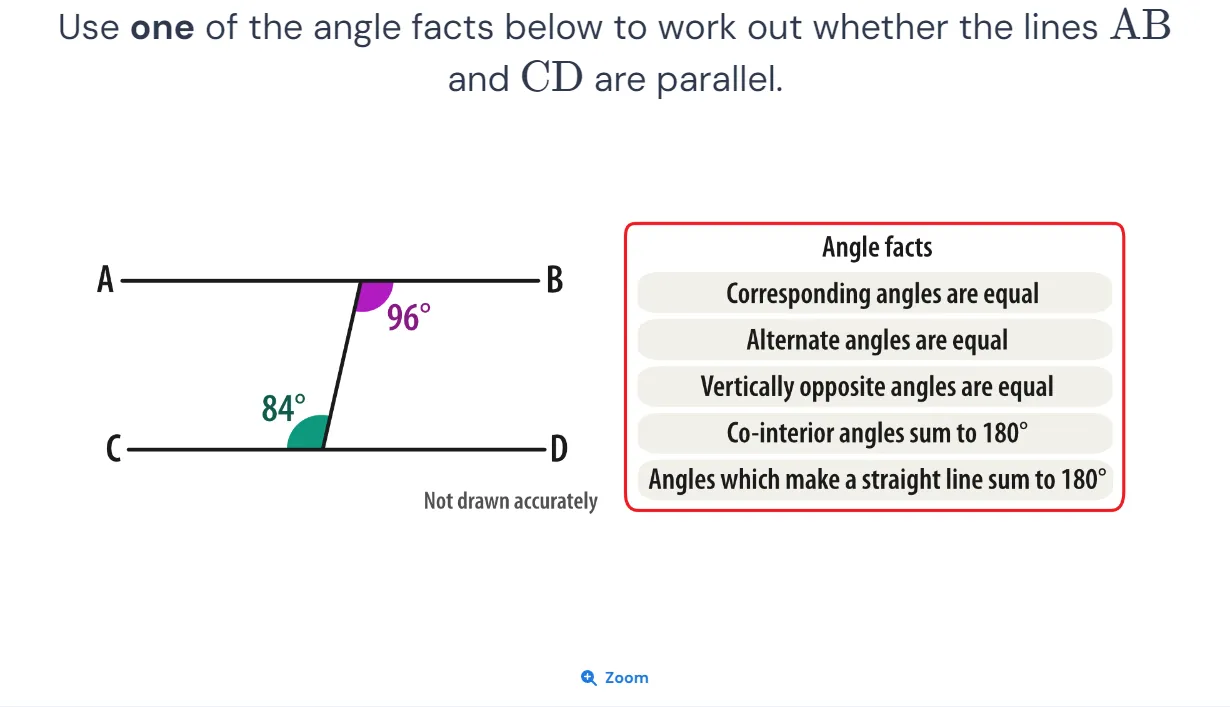 Use one of the angle facts below to work out whether the lines AB
and CD are parallel.
A
B
96°
84°
C
D
Not drawn accurately
Angle facts
Corresponding angles are equal
Alternate angles are equal
Vertically opposite angles are equal
Co-interior angles sum to 180°
Angles which make a straight line sum to 180°
Zoom